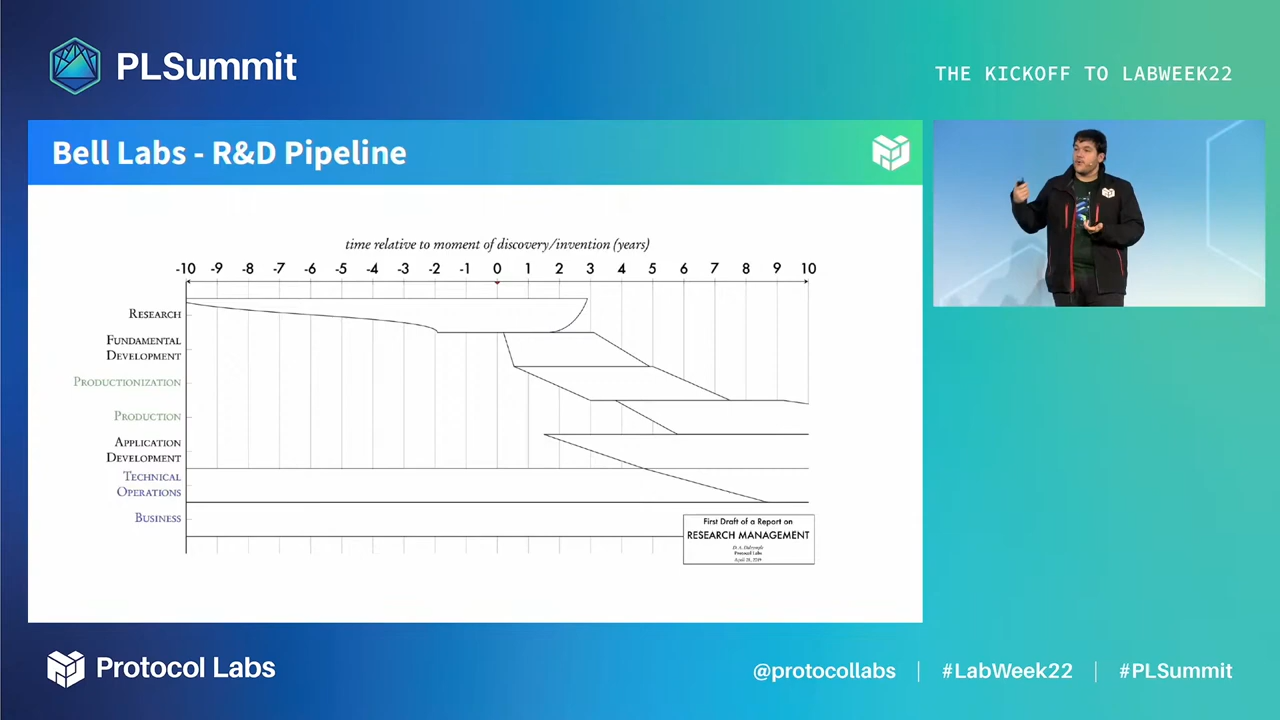 PLSummit
THE KICKOFF TO LABWEEK22
Bell Labs - R&D Pipeline
time relative to moment of discovery/invention (years)
-10 -9 -8 -7 -6 -5 -4 -3 -2 -1 0 1 2 3 4 5 6 7 8 9 10
RESEARCH
FUNDAMENTAL
DEVELOPMENT
PRODUCTIONIZATION
PRODUCTION
APPLICATION
DEVELOPMENT
TECHNICAL
OPERATIONS
BUSINESS
First Draft of a Report on
RESEARCH MANAGEMENT
Protocol Labs
Protocol Labs
@protocollabs | #LabWeek22 | #PLSummit